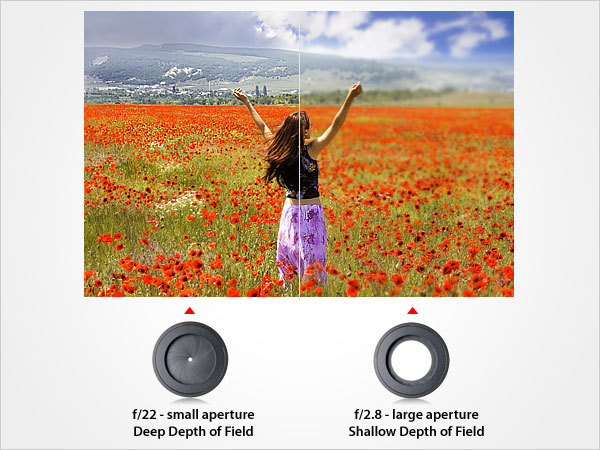 f/22 - small aperture
Deep Depth of Field
f/2.8 - large aperture
Shallow Depth of Field